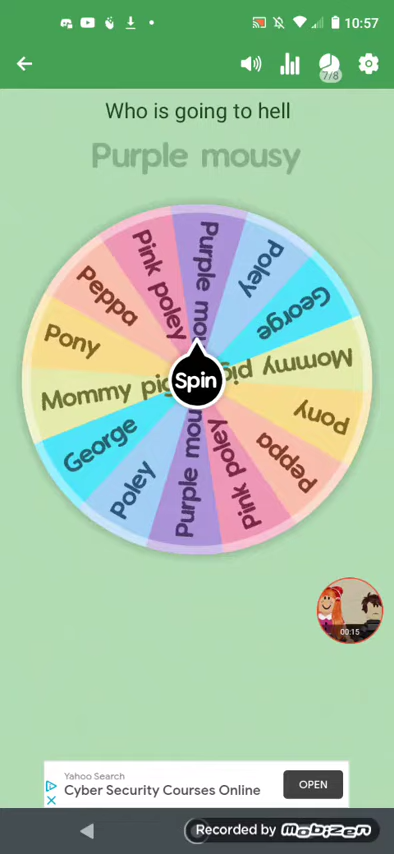 10:57
7/8
Who is going to hell
Purple mousy
Purple mou
Poley
George
Mommy pig
Pony
Peppa
Pink poley
Purple mou
Poley
George
Mommy pig
Pony
Peppa
Pink poley
Spin
00:15
Yahoo Search
Cyber Security Courses Online
OPEN
Recorded by Mobizen